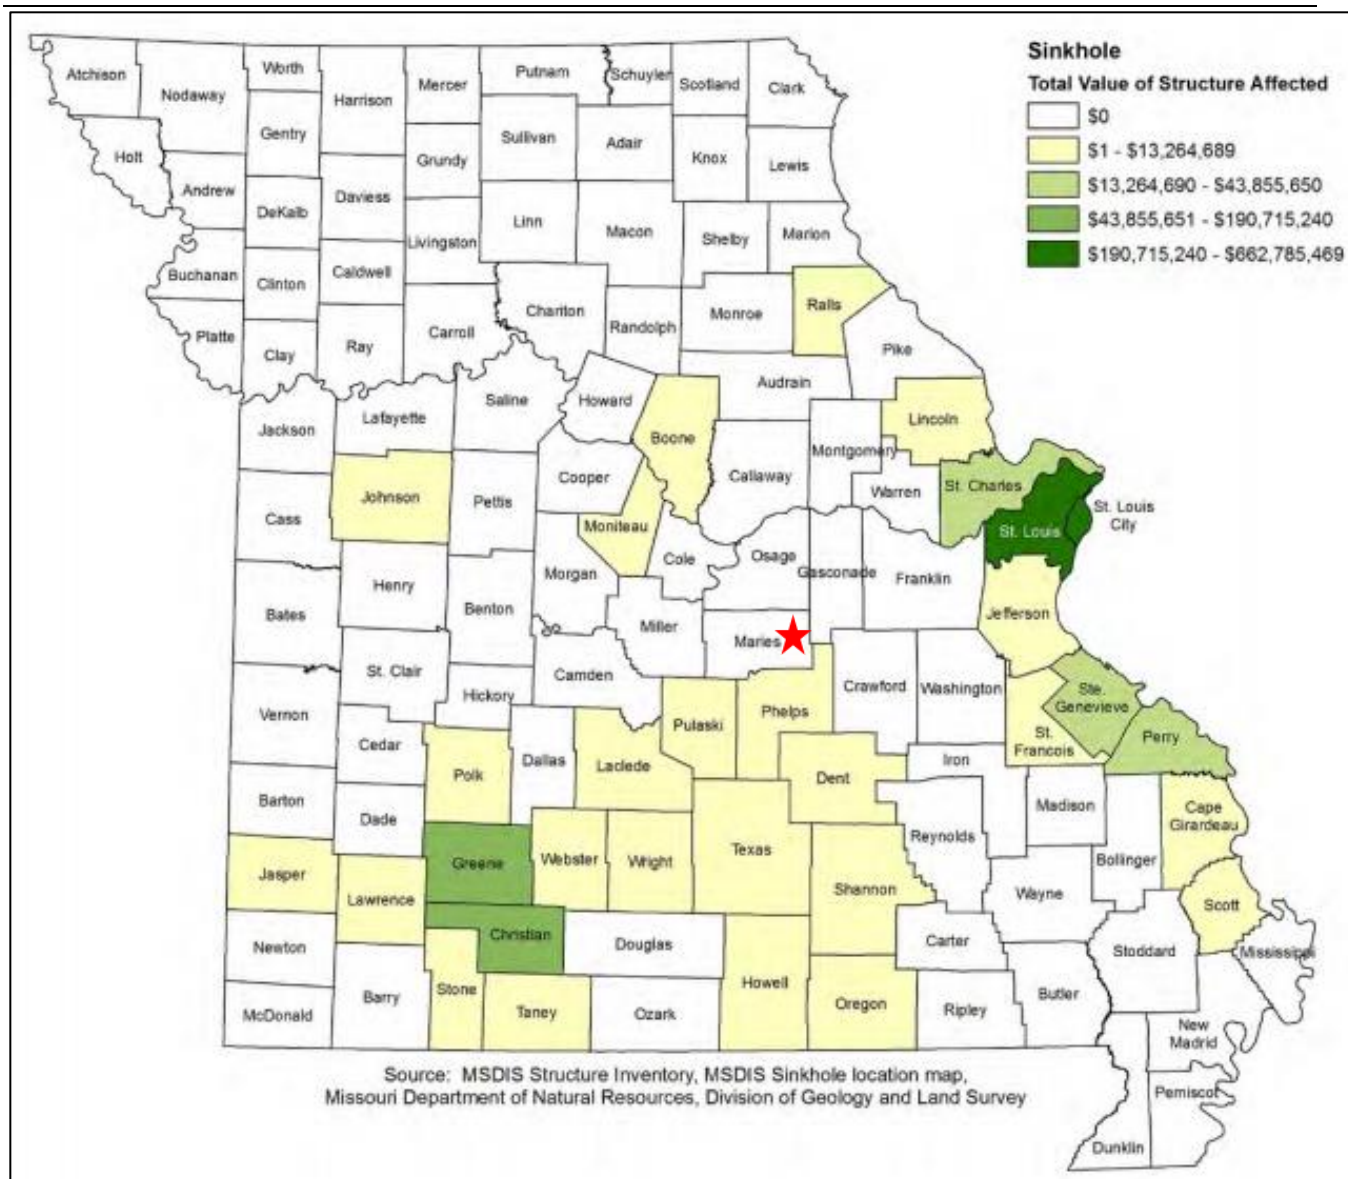 Sinkhole
Total Value of Structure Affected
$0
$1 - $13,264,689
$13,264,690 - $43,855,650
$43,855,651 - $190,715,240
$190,715,240 - $662,785,469
Atchison
Nodaway
Worth
Harrison
Mercer
Putnam
Schuyler
Scotland
Clark
Holt
Andrew
Gentry
DeKalb
Daviess
Grundy
Sullivan
Adair
Knox
Lewis
Buchanan
Clinton
Caldwell
Livingston
Linn
Macon
Shelby
Marion
Platte
Clay
Ray
Carroll
Chariton
Randolph
Monroe
Ralls
Pike
Audrain
Jackson
Lafayette
Saline
Howard
Boone
Callaway
Montgomery
Lincoln
Warren
St. Charles
St. Louis
St. Louis
City
Cass
Johnson
Pettis
Cooper
Moniteau
Cole
Osage
Gasconade
Franklin
Jefferson
Bates
Henry
Benton
Morgan
Miller
Maries
Vernon
St. Clair
Hickory
Camden
Pulaski
Phelps
Crawford
Washington
Ste.
Genevieve
St.
Francois
Perry
Cedar
Polk
Dallas
Laclede
Dent
Iron
Madison
Cape
Girardeau
Barton
Dade
Greene
Webster
Wright
Texas
Shannon
Reynolds
Bollinger
Wayne
Scott
Jasper
Lawrence
Christian
Douglas
Howell
Carter
Stoddard
Mississippi
Newton
McDonald
Barry
Stone
Taney
Ozark
Oregon
Ripley
Butler
New
Madrid
Pemiscot
Dunklin
Source: MSDIS Structure Inventory, MSDIS Sinkhole location map,
Missouri Department of Natural Resources, Division of Geology and Land Survey